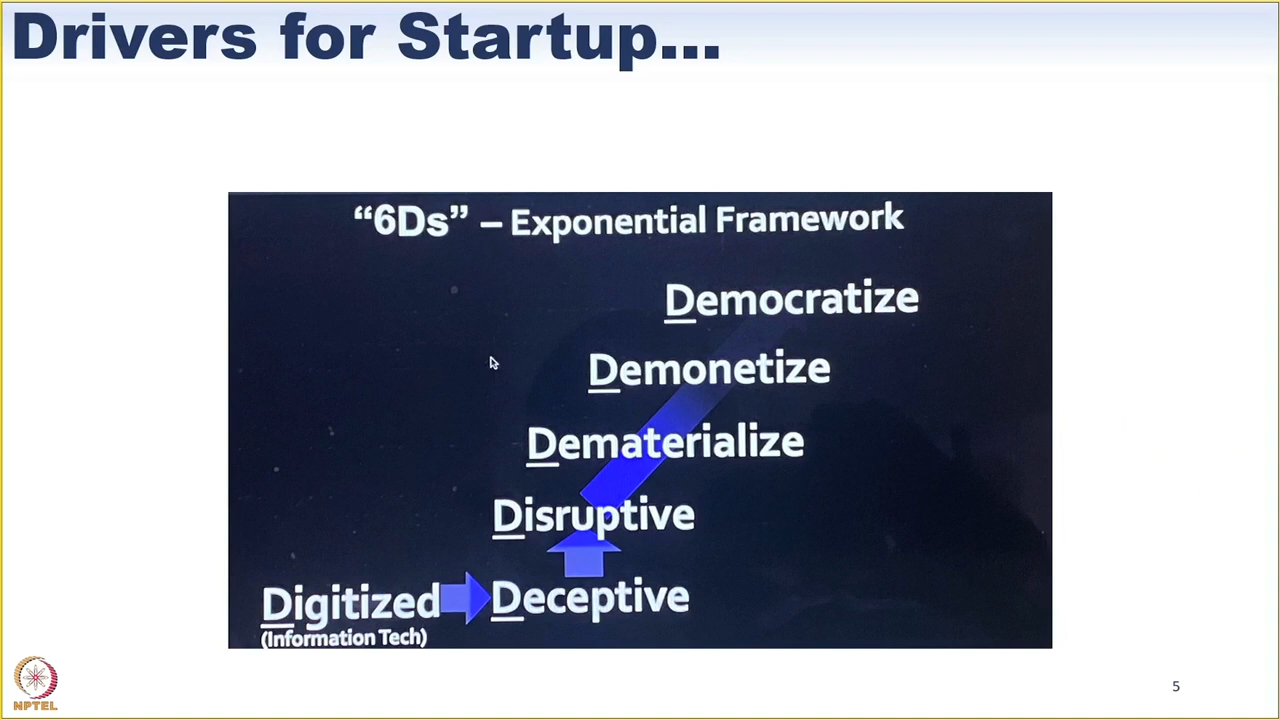 Drivers for Startup...
“6Ds” – Exponential Framework
Democratize
Demonetize
Dematerialize
Disruptive
Digitized Deceptive
(Information Tech)
NPTEL
5